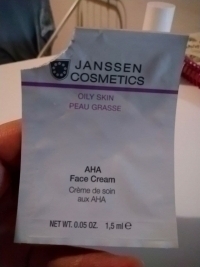 JANSSEN
COSMETICS
OILY SKIN
PEAU GRASSE
AHA
Face Cream
Crème de soin
aux AHA
NET WT. 0.05 OZ. 1,5 ml ℮